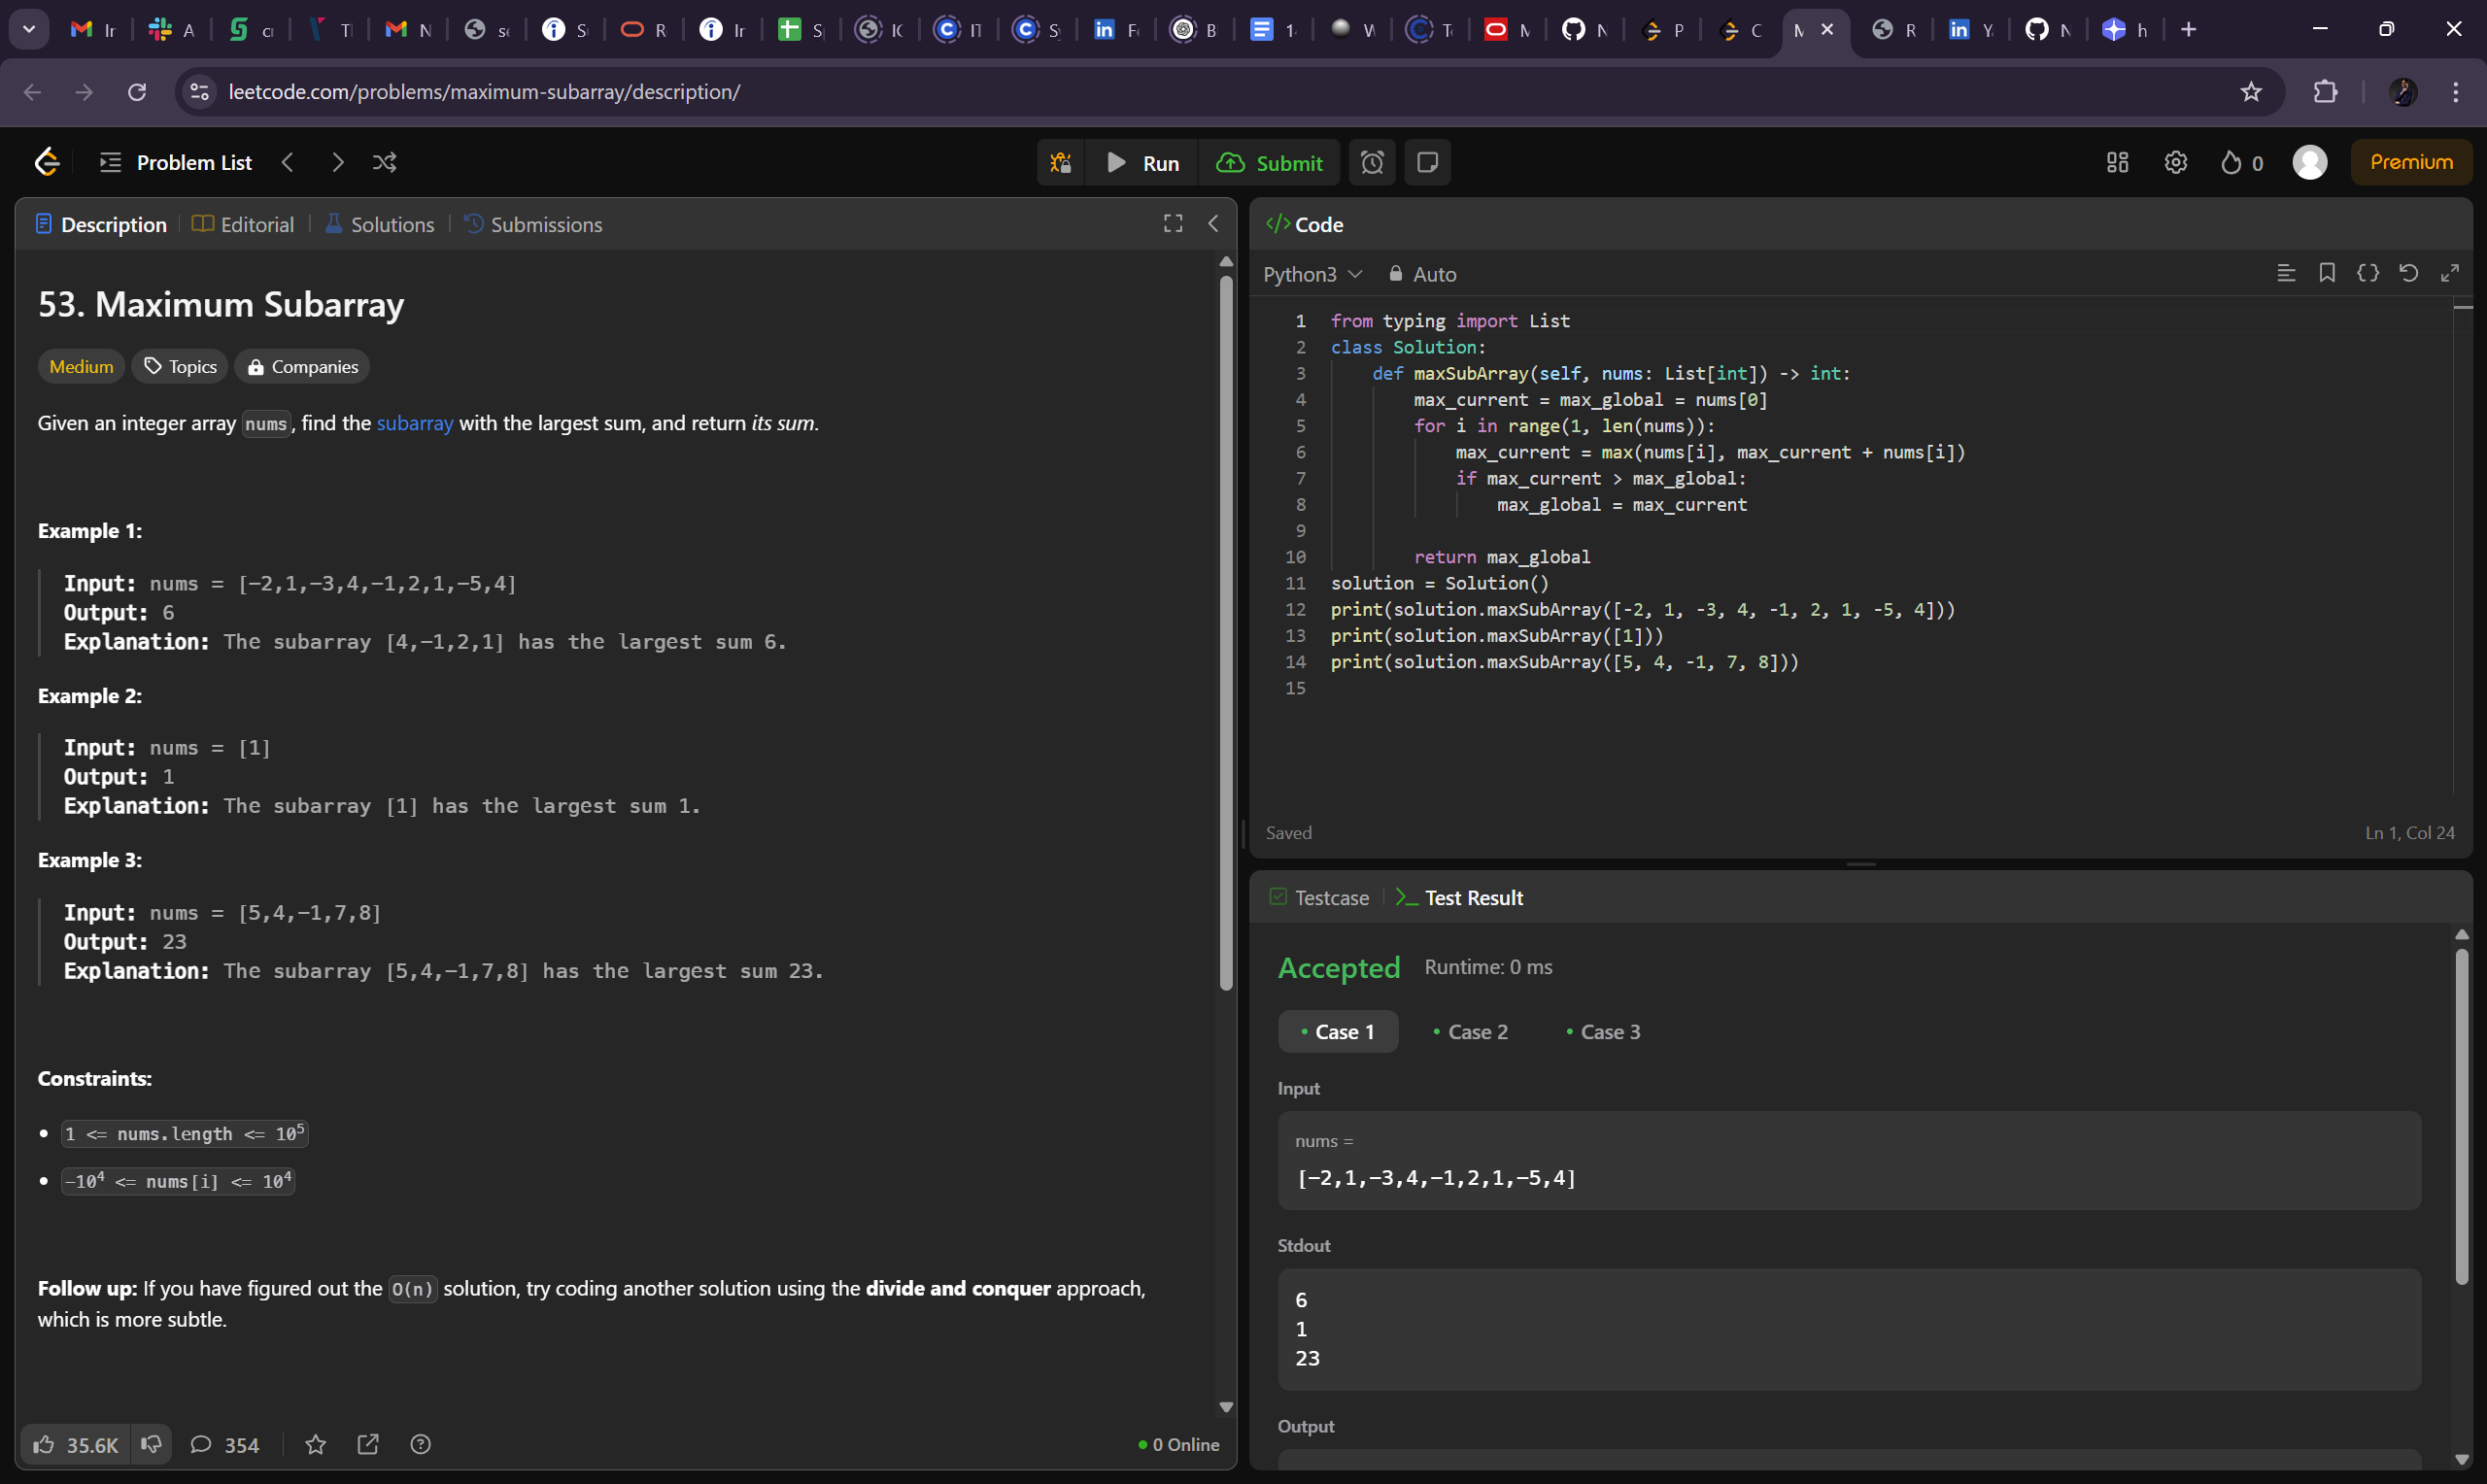 leetcode.com/problems/maximum-subarray/description/
Problem List
Run
Submit
0
Premium
Description
Editorial
Solutions
Submissions
53. Maximum Subarray
Medium
Topics
Companies
Given an integer array nums, find the subarray with the largest sum, and return its sum.
Example 1:
Input: nums = [-2,1,-3,4,-1,2,1,-5,4]
Output: 6
Explanation: The subarray [4,-1,2,1] has the largest sum 6.
Example 2:
Input: nums = [1]
Output: 1
Explanation: The subarray [1] has the largest sum 1.
Example 3:
Input: nums = [5,4,-1,7,8]
Output: 23
Explanation: The subarray [5,4,-1,7,8] has the largest sum 23.
Constraints:
• 1 <= nums.length <= 10⁵
• -10⁴ <= nums[i] <= 10⁴
Follow up: If you have figured out the O(n) solution, try coding another solution using the divide and conquer approach,
which is more subtle.
35.6K
354
0 Online
</> Code
Python3
Auto
1 from typing import List
2 class Solution:
3 def maxSubArray(self, nums: List[int]) -> int:
4 max_current = max_global = nums[0]
5 for i in range(1, len(nums)):
6 max_current = max(nums[i], max_current + nums[i])
7 if max_current > max_global:
8 max_global = max_current
9
10 return max_global
11 solution = Solution()
12 print(solution.maxSubArray([-2, 1, -3, 4, -1, 2, 1, -5, 4]))
13 print(solution.maxSubArray([1]))
14 print(solution.maxSubArray([5, 4, -1, 7, 8]))
15
Saved
Ln 1, Col 24
Testcase
Test Result
Accepted
Runtime: 0 ms
• Case 1
• Case 2
• Case 3
Input
nums =
[-2,1,-3,4,-1,2,1,-5,4]
Stdout
6
1
23
Output